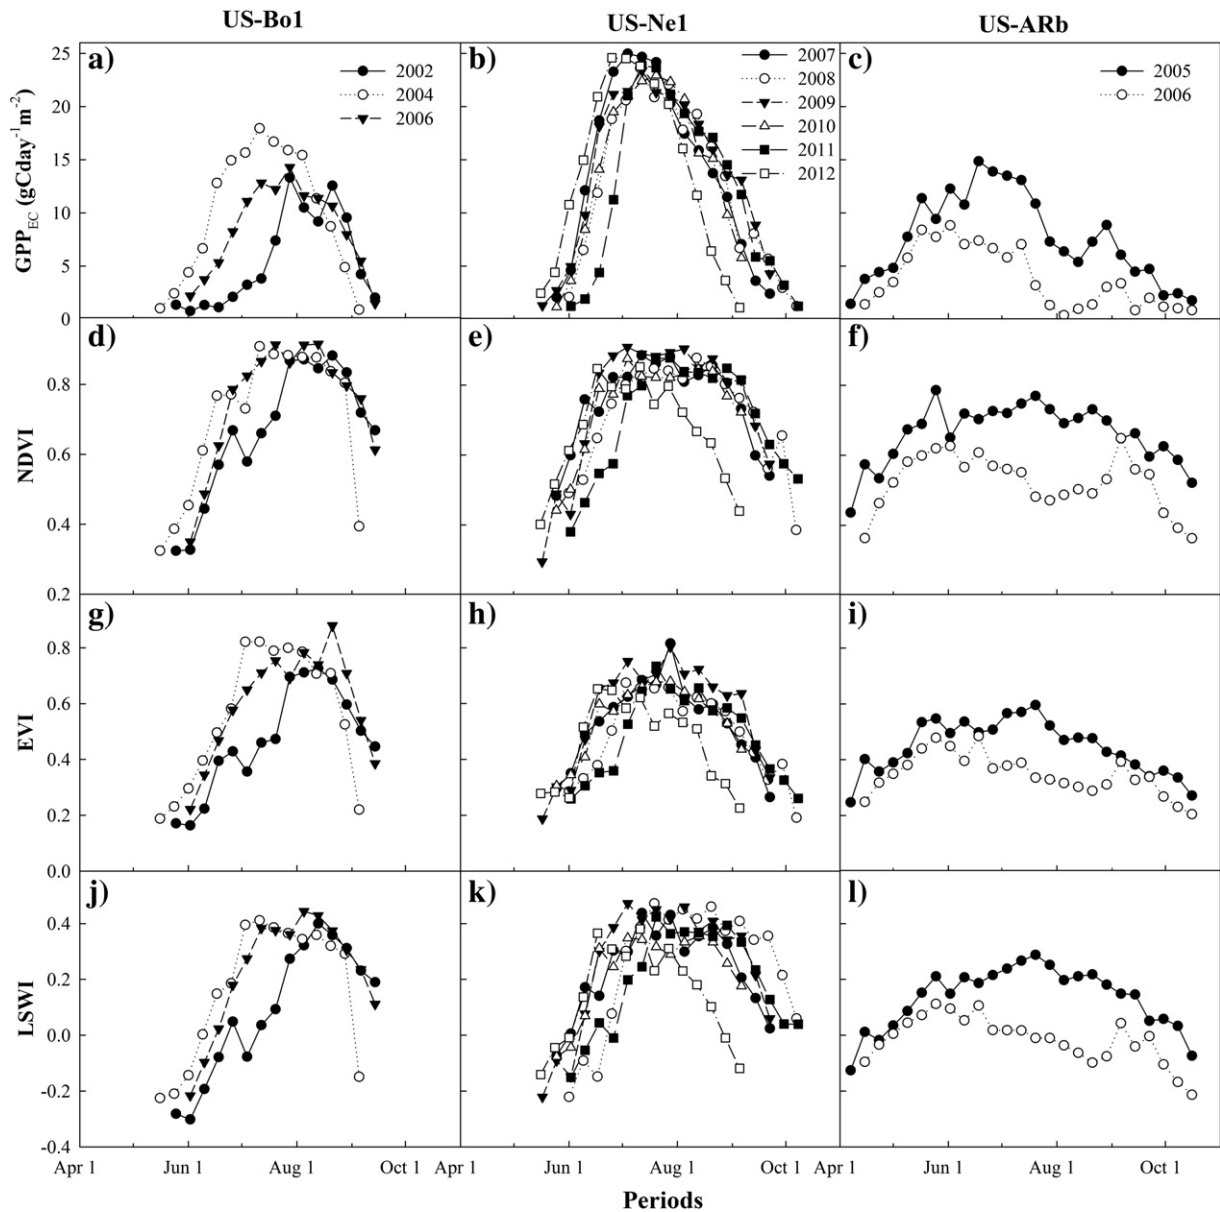 US-Bo1
US-Ne1
US-ARb
a)
2002
2004
2006
b)
2007
2008
2009
2010
2011
2012
c)
2005
2006
25
20
15
10
5
0
GPP_EC (gCday⁻¹m⁻²)
d)
e)
f)
0.8
0.6
0.4
0.2
NDVI
g)
h)
i)
0.8
0.6
0.4
0.2
0.0
EVI
j)
k)
l)
0.4
0.2
0.0
-0.2
-0.4
LSWI
Apr 1 Jun 1 Aug 1 Oct 1 Apr 1 Jun 1 Aug 1 Oct 1 Apr 1 Jun 1 Aug 1 Oct 1
Periods